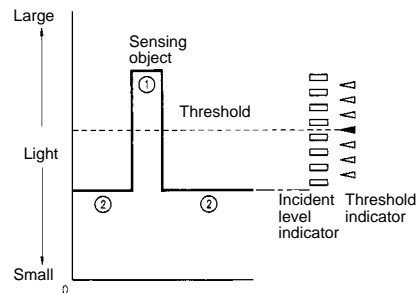 Large
Sensing
object
①
Threshold
Light
② ②
Incident
level
indicator
Threshold
indicator
Small
0